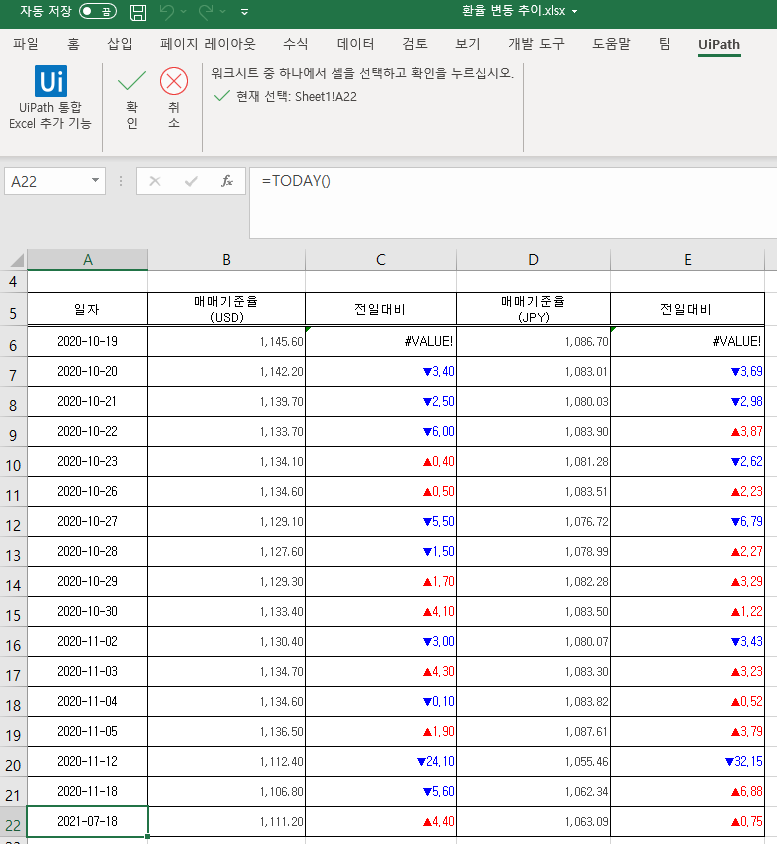 자동 저장 끔 환율 변동 추이.xlsx
파일 홈 삽입 페이지 레이아웃 수식 데이터 검토 보기 개발 도구 도움말 팀 UiPath
Ui
UiPath 통합
Excel 추가 기능
확
인
취
소
워크시트 중 하나에서 셀을 선택하고 확인을 누르십시오.
현재 선택: Sheet1!A22
A22 fx =TODAY()
A B C D E
4
5 일자 매매기준율 전일대비 매매기준율 전일대비
(USD) (JPY)
6 2020-10-19 1,145.60 #VALUE! 1,086.70 #VALUE!
7 2020-10-20 1,142.20 ▼3,40 1,083.01 ▼3,69
8 2020-10-21 1,139.70 ▼2,50 1,080.03 ▼2,98
9 2020-10-22 1,133.70 ▼6,00 1,083.90 ▲3,87
10 2020-10-23 1,134.10 ▲0,40 1,081.28 ▼2,62
11 2020-10-26 1,134.60 ▲0,50 1,083.51 ▲2,23
12 2020-10-27 1,129.10 ▼5,50 1,076.72 ▼6,79
13 2020-10-28 1,127.60 ▼1,50 1,078.99 ▲2,27
14 2020-10-29 1,129.30 ▲1,70 1,082.28 ▲3,29
15 2020-10-30 1,133.40 ▲4,10 1,083.50 ▲1,22
16 2020-11-02 1,130.40 ▼3,00 1,080.07 ▼3,43
17 2020-11-03 1,134.70 ▲4,30 1,083.30 ▲3,23
18 2020-11-04 1,134.60 ▼0,10 1,083.82 ▲0,52
19 2020-11-05 1,136.50 ▲1,90 1,087.61 ▲3,79
20 2020-11-12 1,112.40 ▼24,10 1,055.46 ▼32,15
21 2020-11-18 1,106.80 ▼5,60 1,062.34 ▲6,88
22 2021-07-18 1,111.20 ▲4,40 1,063.09 ▲0,75